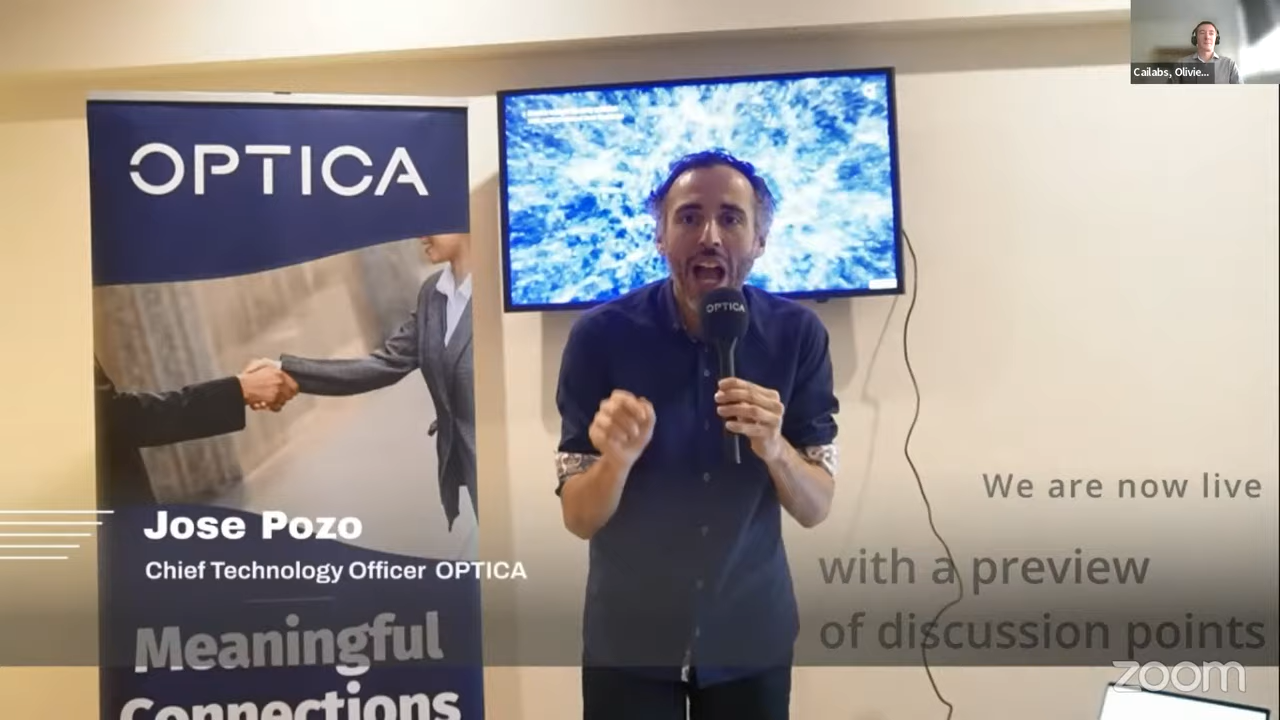 Cailabs, Olivie...
OPTICA
OPTICA
We are now live
Jose Pozo
Chief Technology Officer OPTICA
with a preview
of discussion points
Meaningful
Connections
zoom